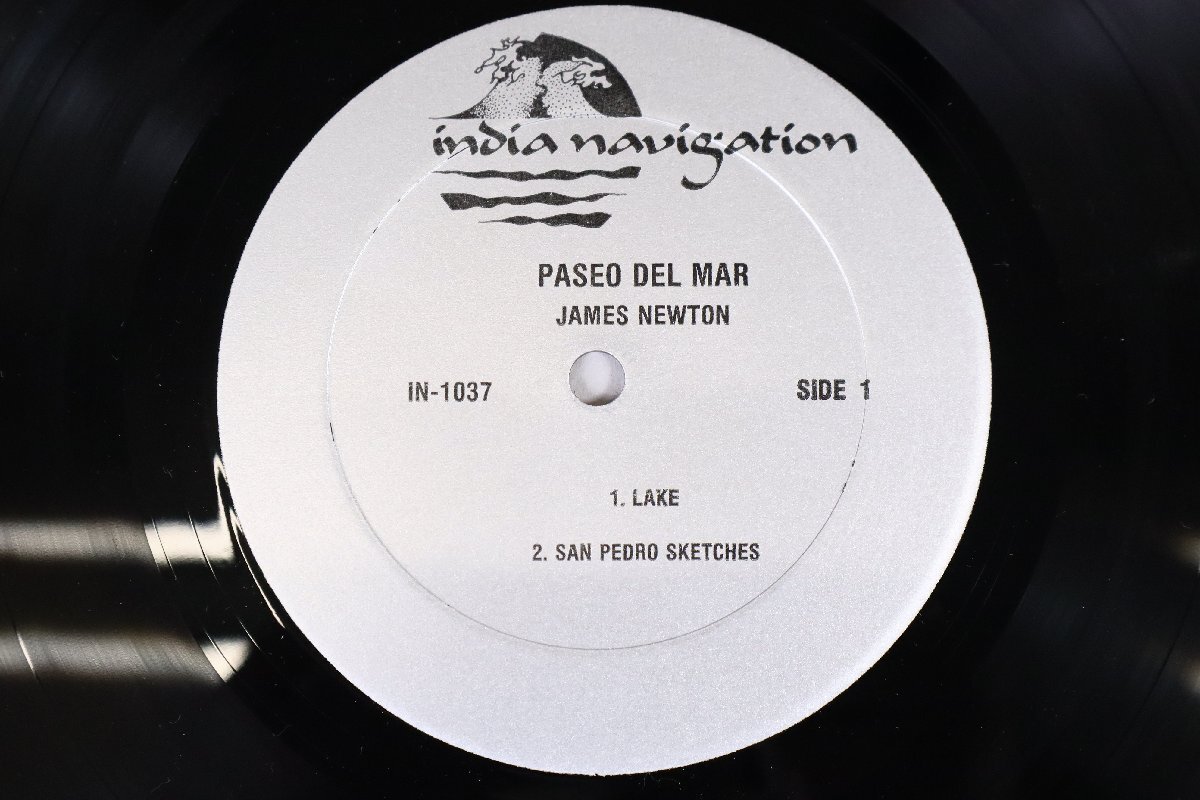 india navigation
PASEO DEL MAR
JAMES NEWTON
IN-1037 SIDE 1
1. LAKE
2. SAN PEDRO SKETCHES